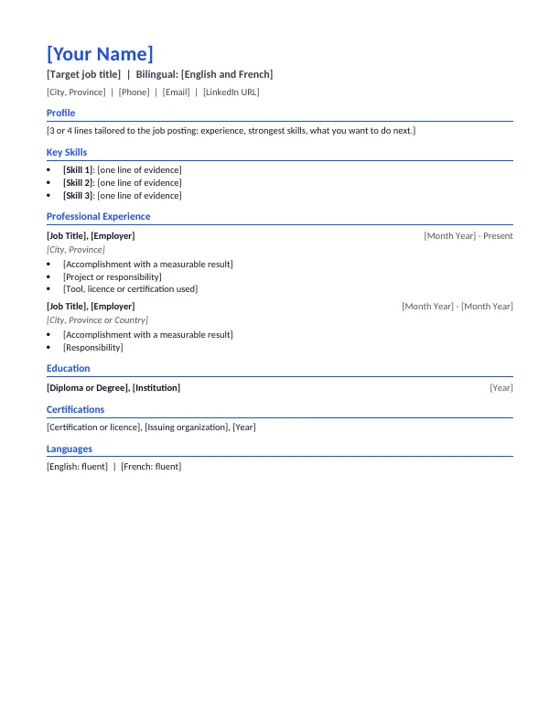 [Your Name]
[Target job title] | Bilingual: [English and French]
[City, Province] | [Phone] | [Email] | [LinkedIn URL]
Profile
[3 or 4 lines tailored to the job posting: experience, strongest skills, what you want to do next.]
Key Skills
• [Skill 1]: [one line of evidence]
• [Skill 2]: [one line of evidence]
• [Skill 3]: [one line of evidence]
Professional Experience
[Job Title], [Employer] [Month Year] - Present
[City, Province]
• [Accomplishment with a measurable result]
• [Project or responsibility]
• [Tool, licence or certification used]
[Job Title], [Employer] [Month Year] - [Month Year]
[City, Province or Country]
• [Accomplishment with a measurable result]
• [Responsibility]
Education
[Diploma or Degree], [Institution] [Year]
Certifications
[Certification or licence], [Issuing organization], [Year]
Languages
[English: fluent] | [French: fluent]